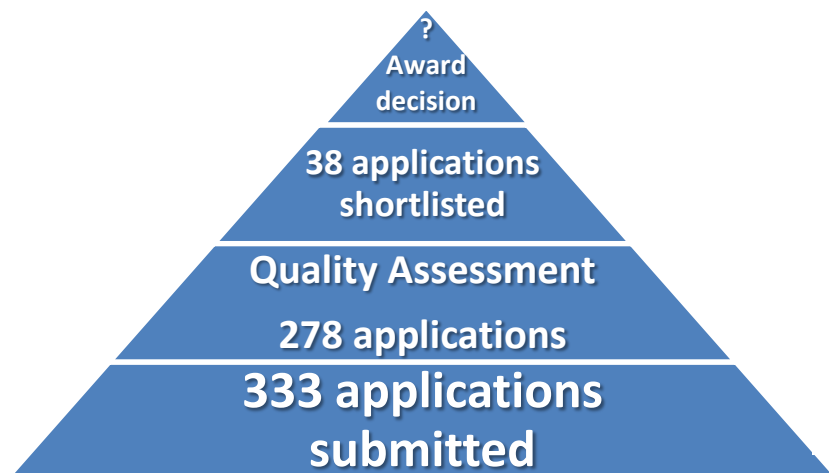 ?
Award
decision
38 applications
shortlisted
Quality Assessment
278 applications
333 applications
submitted